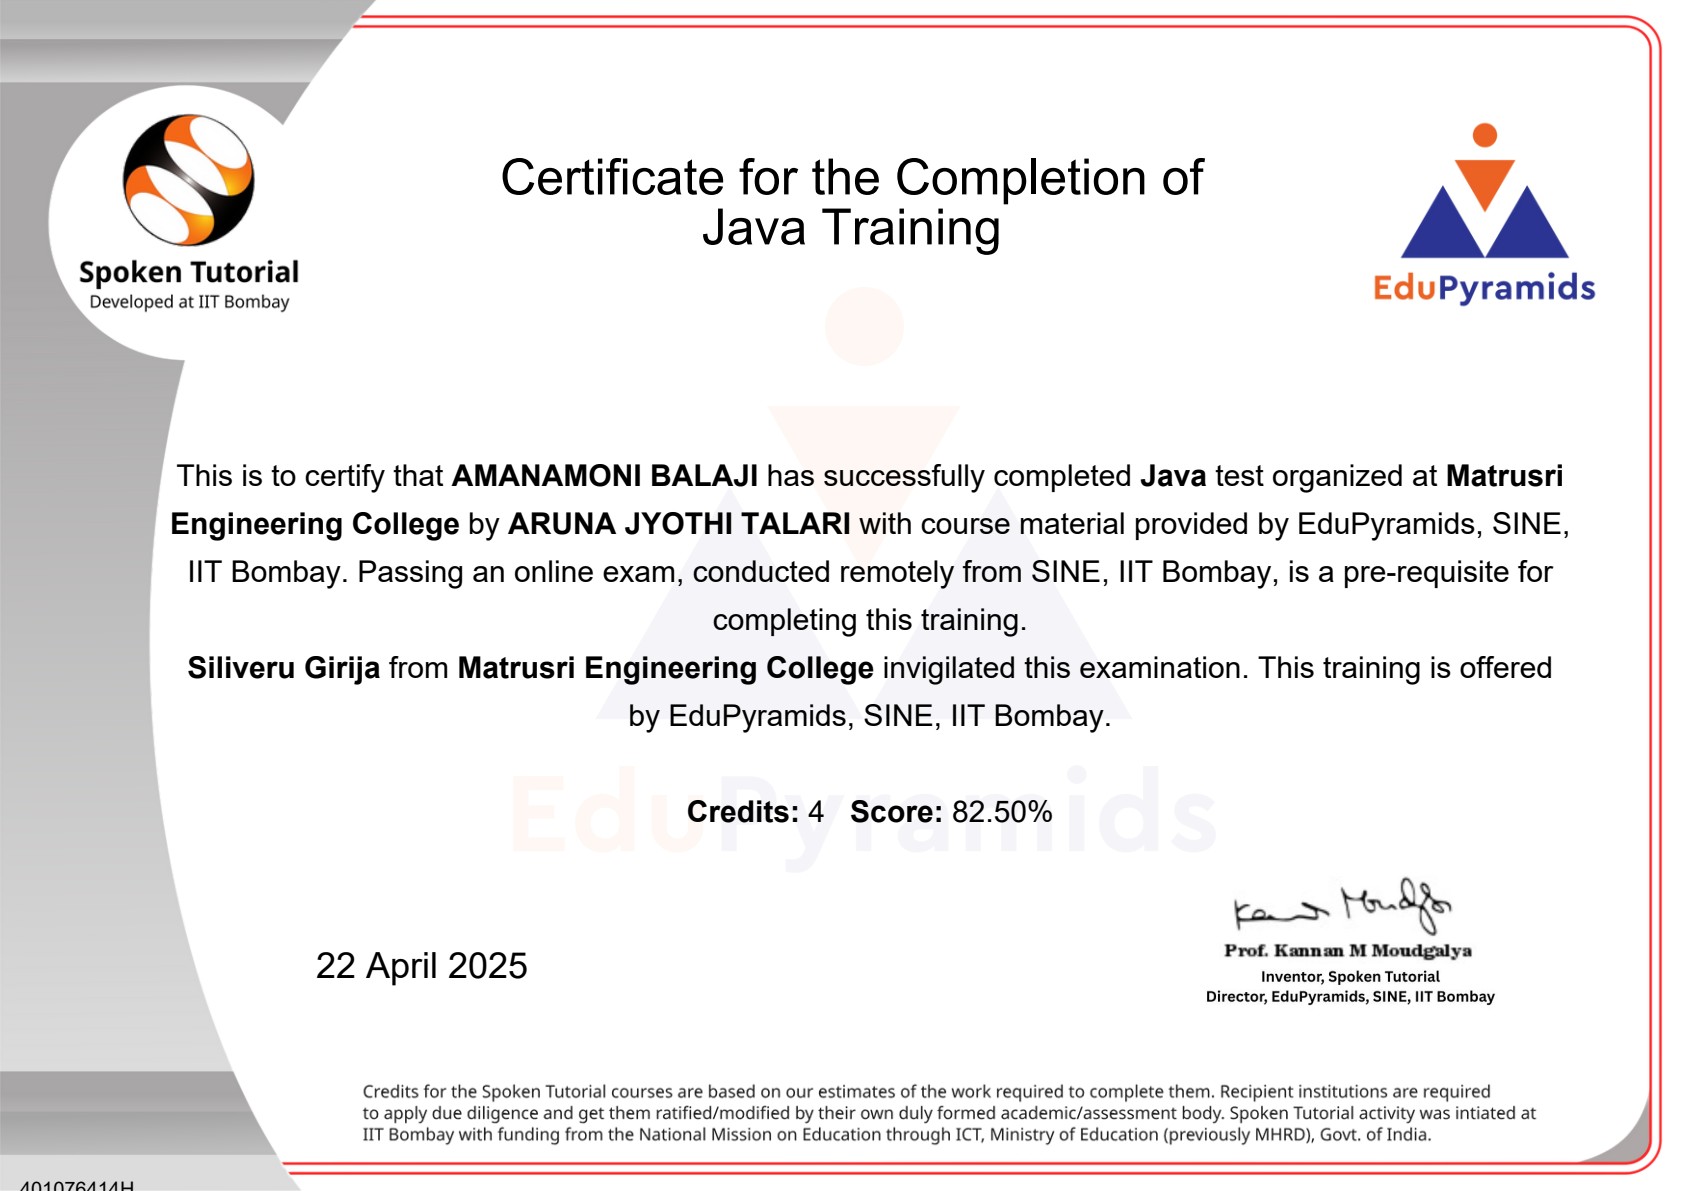 Certificate for the Completion of
Java Training
Spoken Tutorial
Developed at IIT Bombay
EduPyramids
This is to certify that AMANAMONI BALAJI has successfully completed Java test organized at Matrusri
Engineering College by ARUNA JYOTHI TALARI with course material provided by EduPyramids, SINE,
IIT Bombay. Passing an online exam, conducted remotely from SINE, IIT Bombay, is a pre-requisite for
completing this training.
Siliveru Girija from Matrusri Engineering College invigilated this examination. This training is offered
by EduPyramids, SINE, IIT Bombay.
EduPyramids
Credits: 4 Score: 82.50%
22 April 2025
Prof. Kannan M Moudgalya
Inventor, Spoken Tutorial
Director, EduPyramids, SINE, IIT Bombay
Credits for the Spoken Tutorial courses are based on our estimates of the work required to complete them. Recipient institutions are required
to apply due diligence and get them ratified/modified by their own duly formed academic/assessment body. Spoken Tutorial activity was intiated at
IIT Bombay with funding from the National Mission on Education through ICT, Ministry of Education (previously MHRD), Govt. of India.
401076414H